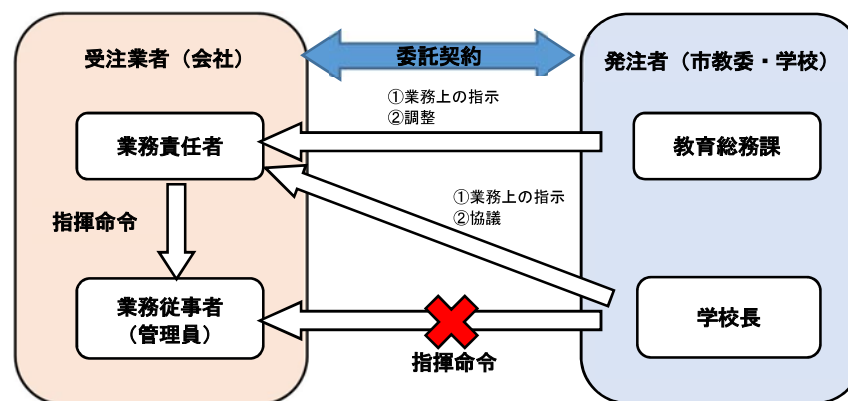 受注業者（会社）
委託契約
発注者（市教委・学校）
①業務上の指示
②調整
業務責任者
教育総務課
①業務上の指示
②協議
指揮命令
業務従事者
（管理員）
学校長
指揮命令